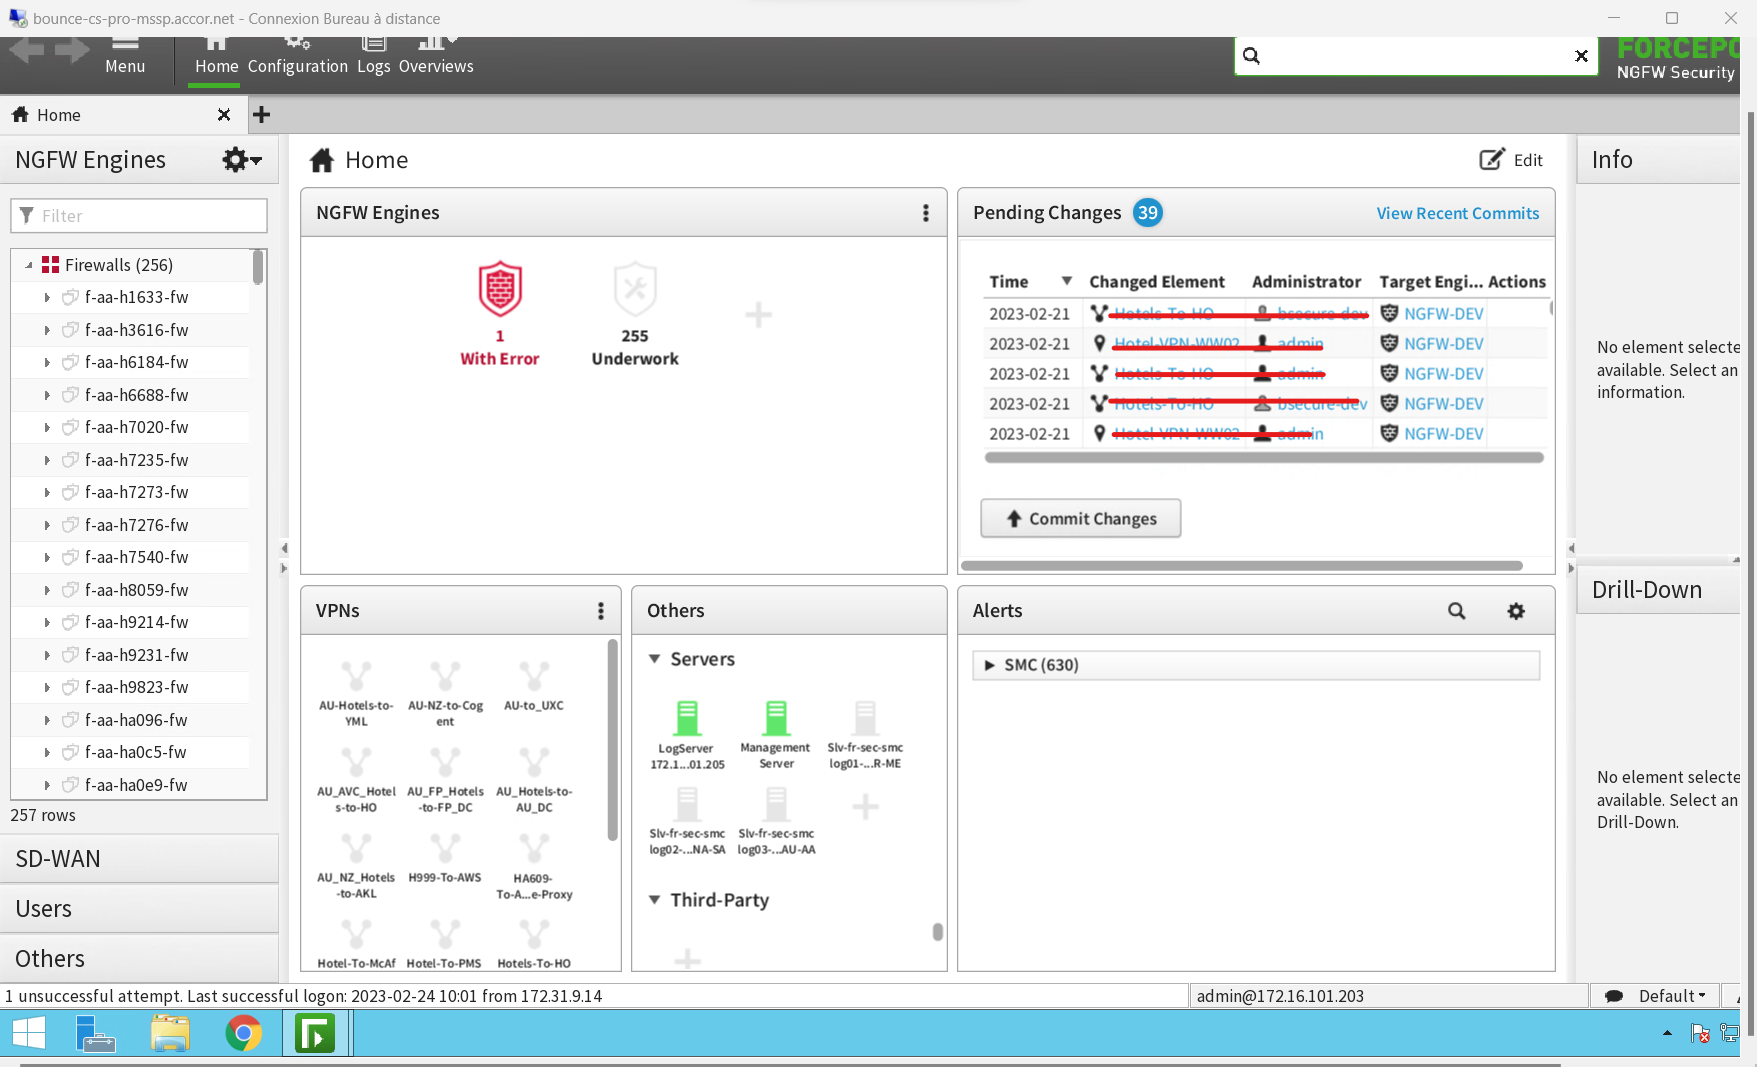 bounce-cs-pro-mssp.accor.net - Connexion Bureau à distance
Menu
Home
Configuration
Logs
Overviews
NGFW Security
Home
NGFW Engines
Filter
Firewalls (256)
f-aa-h1633-fw
f-aa-h3616-fw
f-aa-h6184-fw
f-aa-h6688-fw
f-aa-h7020-fw
f-aa-h7235-fw
f-aa-h7273-fw
f-aa-h7276-fw
f-aa-h7540-fw
f-aa-h8059-fw
f-aa-h9214-fw
f-aa-h9231-fw
f-aa-h9823-fw
f-aa-ha096-fw
f-aa-ha0c5-fw
f-aa-ha0e9-fw
257 rows
SD-WAN
Users
Others
Home
Edit
NGFW Engines
1
With Error
255
Underwork
Pending Changes 39
View Recent Commits
Time Changed Element Administrator Target Engi... Actions
2023-02-21 Hotels-To-HO bsecure-dev NGFW-DEV
2023-02-21 Hotel-VPN-WW02 admin NGFW-DEV
2023-02-21 Hotels-To-HO admin NGFW-DEV
2023-02-21 Hotels-To-HO bsecure-dev NGFW-DEV
2023-02-21 Hotel-VPN-WW02 admin NGFW-DEV
Commit Changes
VPNs
AU-Hotels-to-
YML
AU-NZ-to-Cog
ent
AU-to_UXC
AU_AVC_Hotel
s-to-HO
AU_FP_Hotels
-to-FP_DC
AU_Hotels-to-
AU_DC
AU_NZ_Hotels
-to-AKL
H999-To-AWS
HA609-
To-A...e-Proxy
Hotel-To-McAf
Hotel-To-PMS
Hotels-To-HO
Others
Servers
LogServer
172.1...01.205
Management
Server
Slv-fr-sec-smc
log01-...R-ME
Slv-fr-sec-smc
log02-...NA-SA
Slv-fr-sec-smc
log03-...AU-AA
Third-Party
Alerts
SMC (630)
Info
No element selecte
available. Select an
information.
Drill-Down
No element selecte
available. Select an
Drill-Down.
1 unsuccessful attempt. Last successful logon: 2023-02-24 10:01 from 172.31.9.14
admin@172.16.101.203
Default